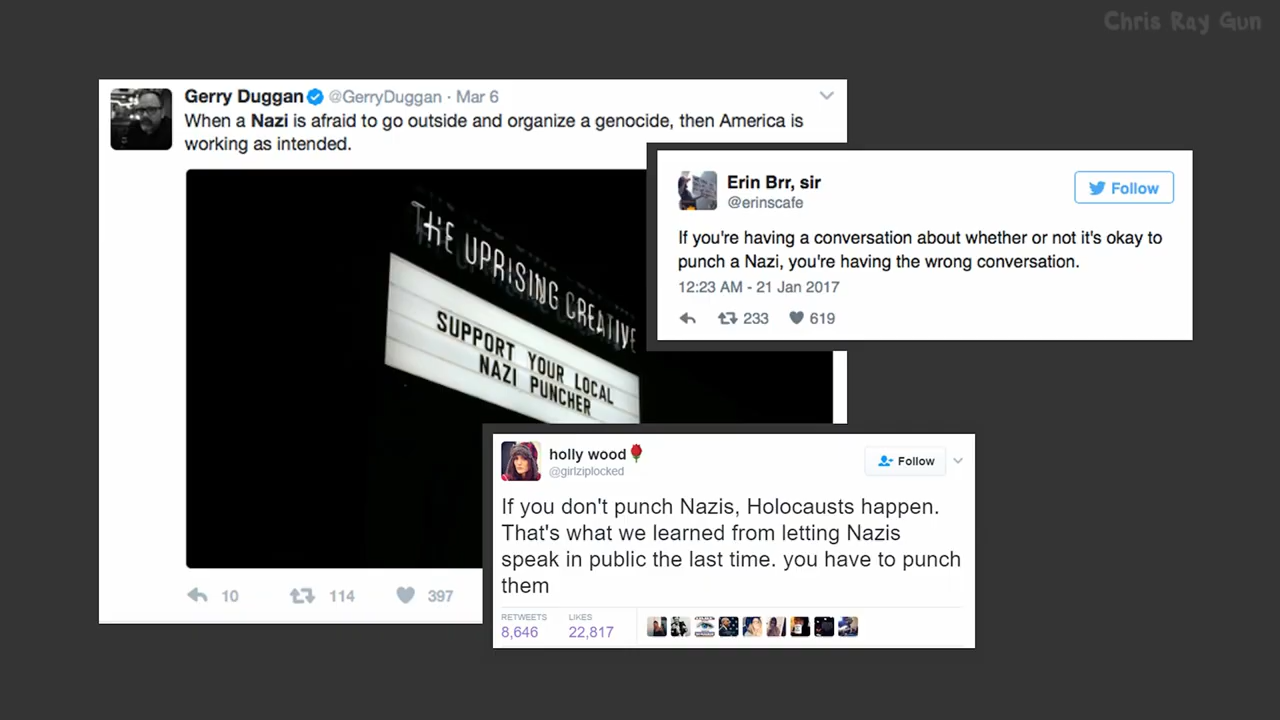 Chris Ray Gun
Gerry Duggan @GerryDuggan · Mar 6
When a Nazi is afraid to go outside and organize a genocide, then America is
working as intended.
THE UPRISING CREATIVE
SUPPORT YOUR LOCAL
NAZI PUNCHER
10 114 397
Erin Brr, sir
@erinscafe
Follow
If you're having a conversation about whether or not it's okay to
punch a Nazi, you're having the wrong conversation.
12:23 AM - 21 Jan 2017
233 619
holly wood
@girlziplocked
Follow
If you don't punch Nazis, Holocausts happen.
That's what we learned from letting Nazis
speak in public the last time. you have to punch
them
RETWEETS LIKES
8,646 22,817